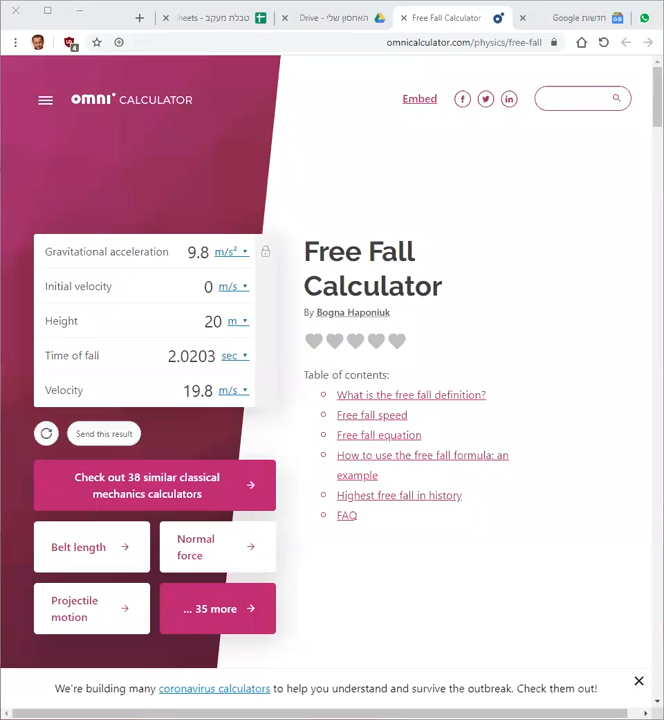 טבלת מעקב - Sheets
האחסון שלי - Drive
Free Fall Calculator
חדשות Google
4
omnicalculator.com/physics/free-fall
omni CALCULATOR
Embed
Gravitational acceleration 9.8 m/s²
Initial velocity 0 m/s
Height 20 m
Time of fall 2.0203 sec
Velocity 19.8 m/s
Send this result
Check out 38 similar classical
mechanics calculators
Belt length
Normal
force
Projectile
motion
... 35 more
Free Fall
Calculator
By Bogna Haponiuk
Table of contents:
What is the free fall definition?
Free fall speed
Free fall equation
How to use the free fall formula: an
example
Highest free fall in history
FAQ
We're building many coronavirus calculators to help you understand and survive the outbreak. Check them out!